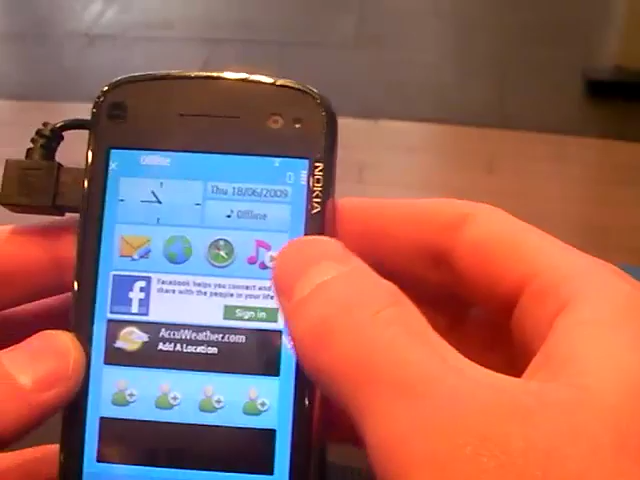 Offline
Thu 18/06/2009
Offline
NOKIA
Facebook helps you connect and
share with the people in your life
f
Sign in
AccuWeather.com
Add A Location